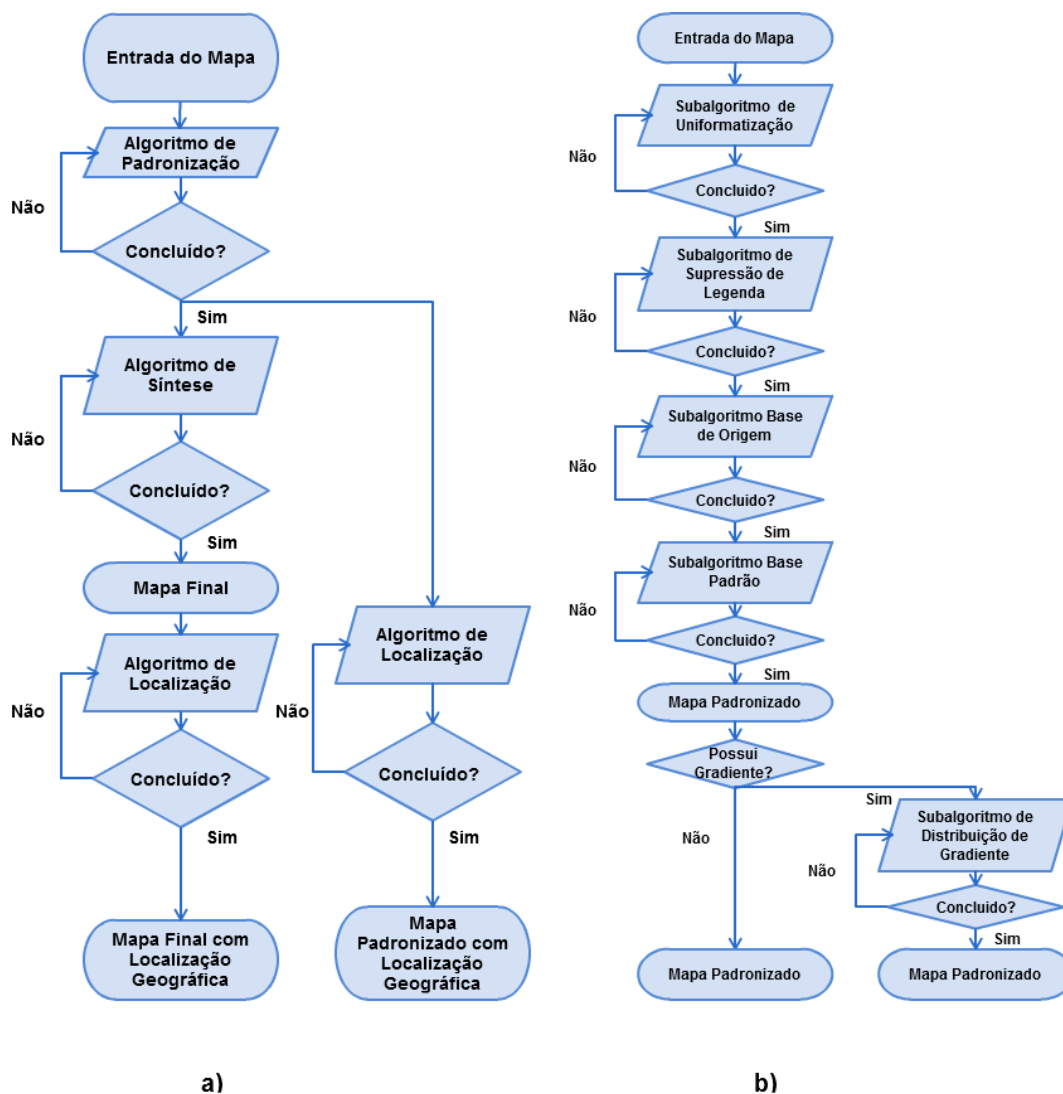 Entrada do Mapa
Algoritmo de
Padronização
Não
Concluído?
Sim
Algoritmo de
Síntese
Não
Concluído?
Sim
Mapa Final
Algoritmo de
Localização
Não
Concluído?
Sim
Mapa Final com
Localização
Geográfica
Algoritmo de
Localização
Não
Concluído?
Sim
Mapa
Padronizado com
Localização
Geográfica
a)
Entrada do Mapa
Subalgoritmo de
Uniformatização
Não
Concluido?
Sim
Subalgoritmo de
Supressão de
Legenda
Não
Concluido?
Sim
Subalgoritmo Base
de Origem
Não
Concluido?
Sim
Subalgoritmo Base
Padrão
Não
Concluido?
Sim
Mapa Padronizado
Possui
Gradiente?
Sim
Não
Subalgoritmo de
Distribuição de
Gradiente
Não
Concluido?
Sim
Mapa Padronizado
Mapa Padronizado
b)